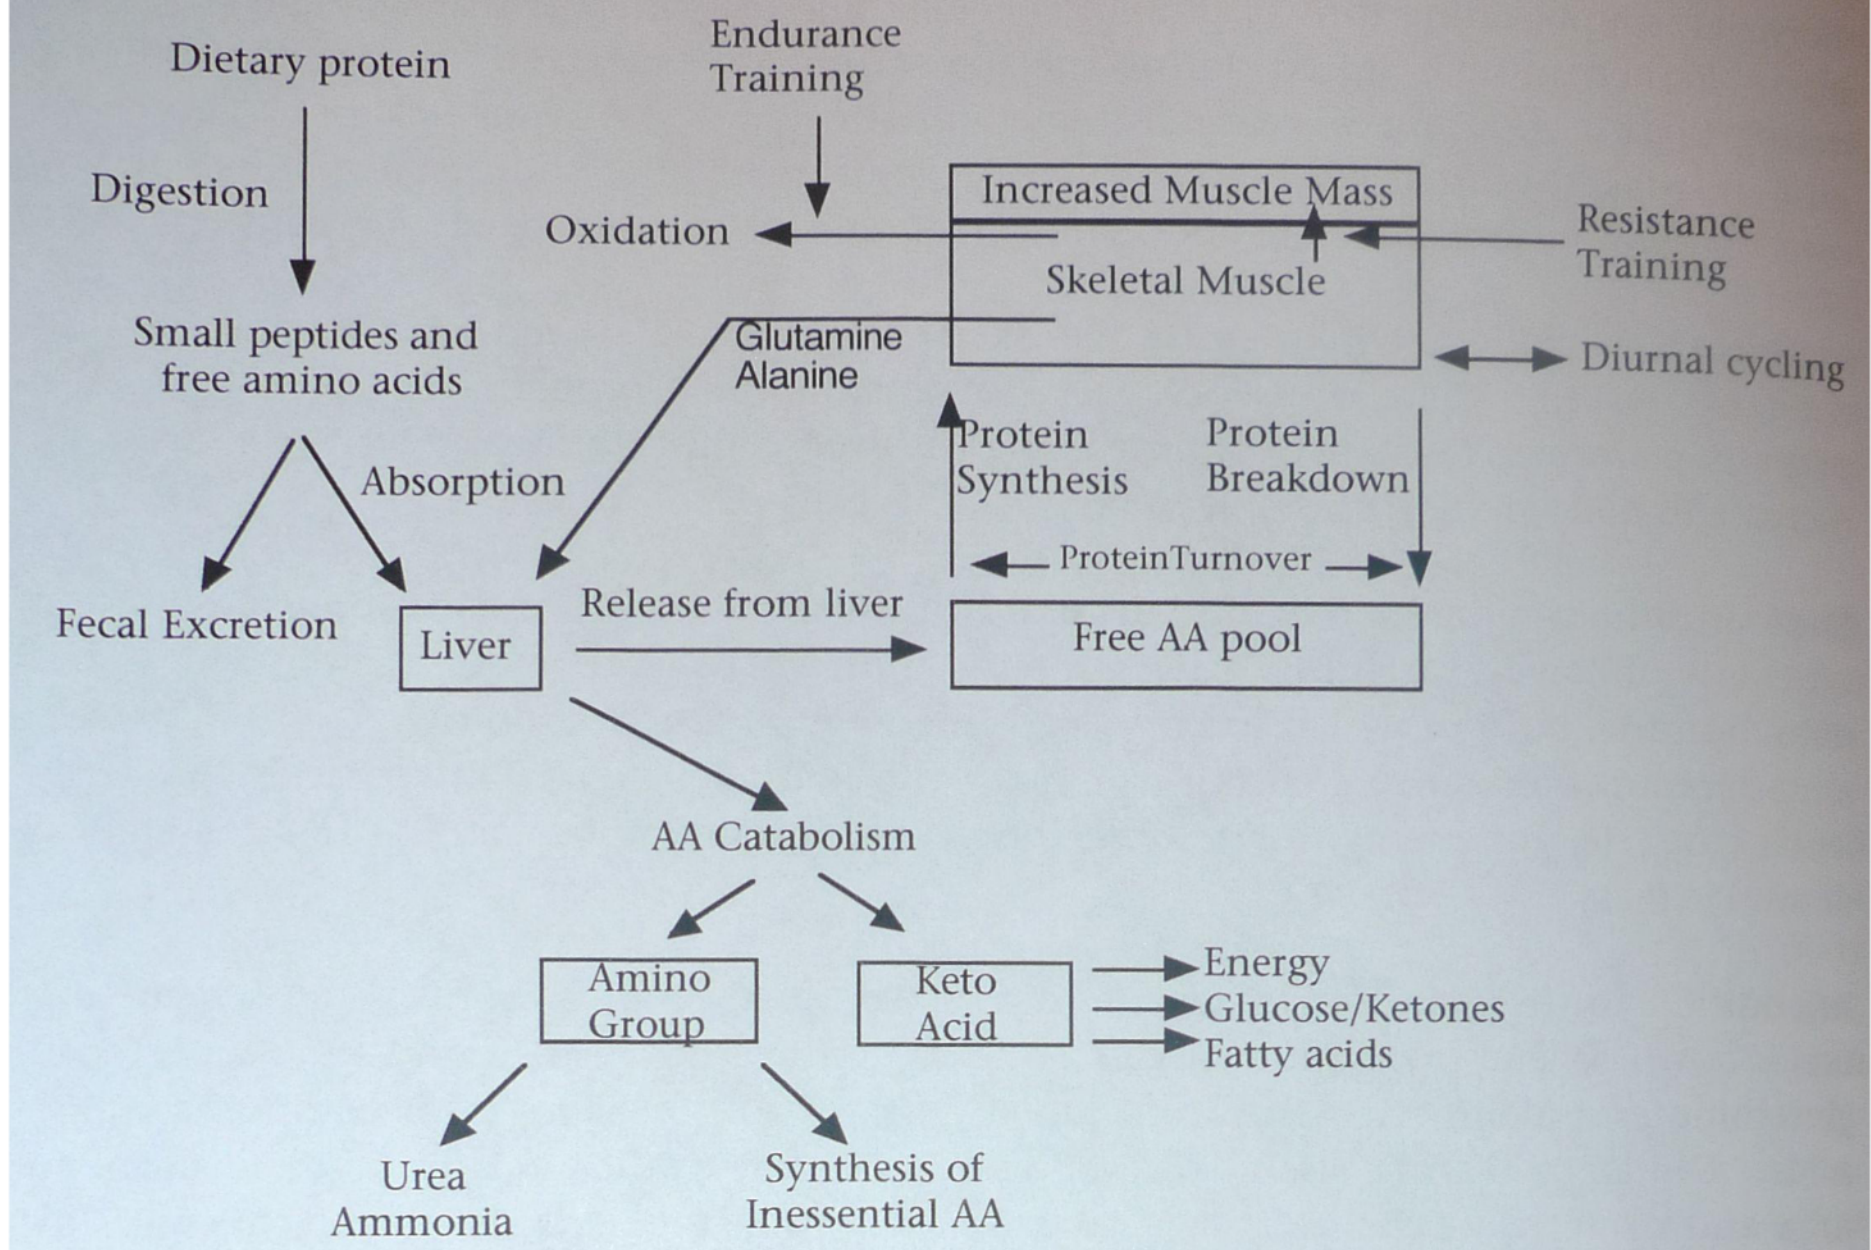 Endurance
Training
Dietary protein
Digestion
Increased Muscle Mass
Oxidation
Resistance
Training
Skeletal Muscle
Small peptides and
free amino acids
Glutamine
Alanine
Diurnal cycling
Absorption
Protein
Synthesis
Protein
Breakdown
ProteinTurnover
Fecal Excretion
Liver
Release from liver
Free AA pool
AA Catabolism
Amino
Group
Keto
Acid
Energy
Glucose/Ketones
Fatty acids
Urea
Ammonia
Synthesis of
Inessential AA